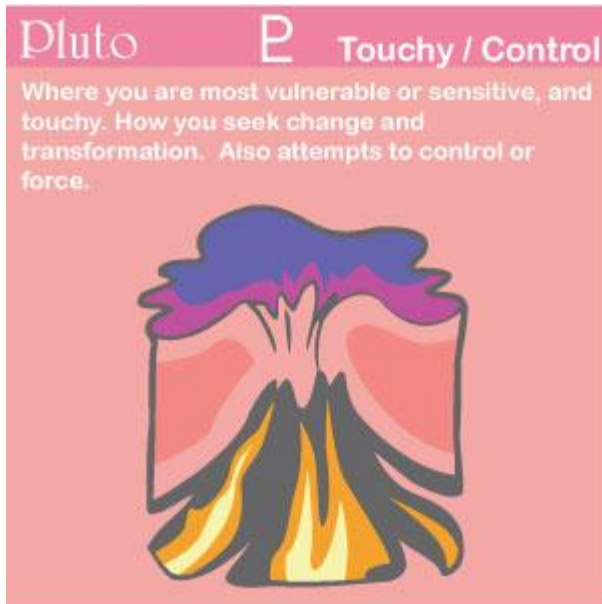 Pluto ♇ Touchy / Control
Where you are most vulnerable or sensitive, and
touchy. How you seek change and
transformation. Also attempts to control or
force.